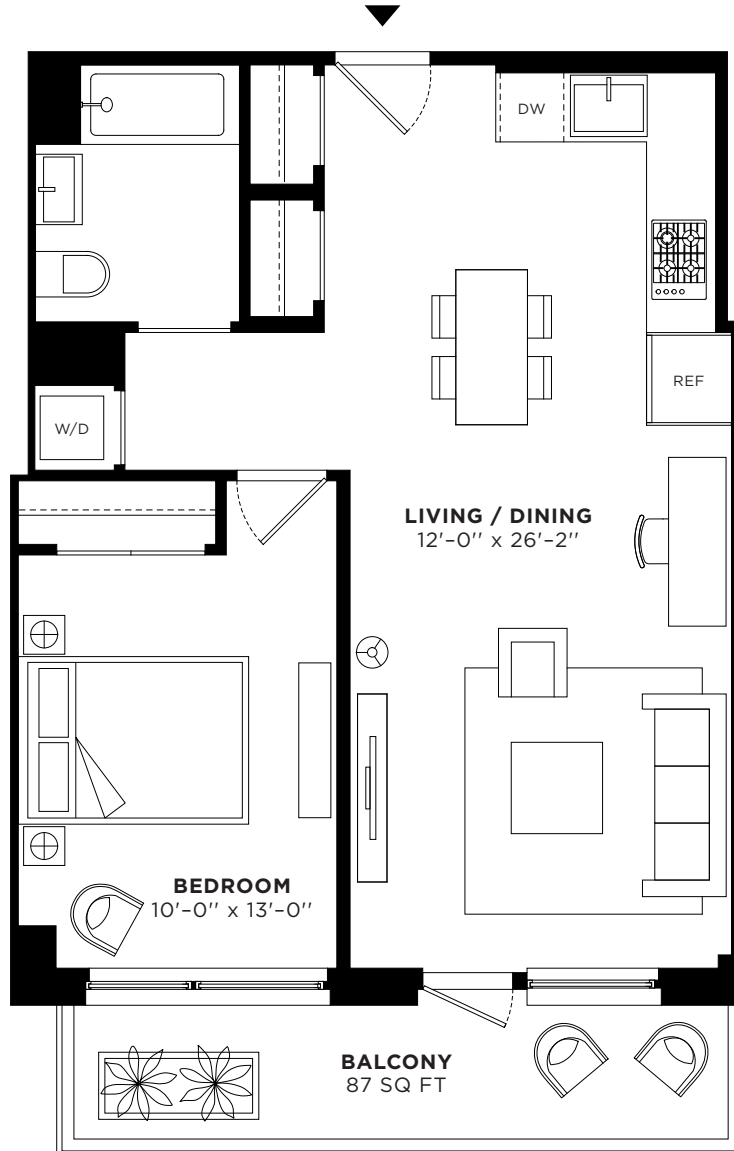 DW
REF
W/D
LIVING / DINING
12'-0'' x 26'-2''
BEDROOM
10'-0'' x 13'-0''
BALCONY
87 SQ FT